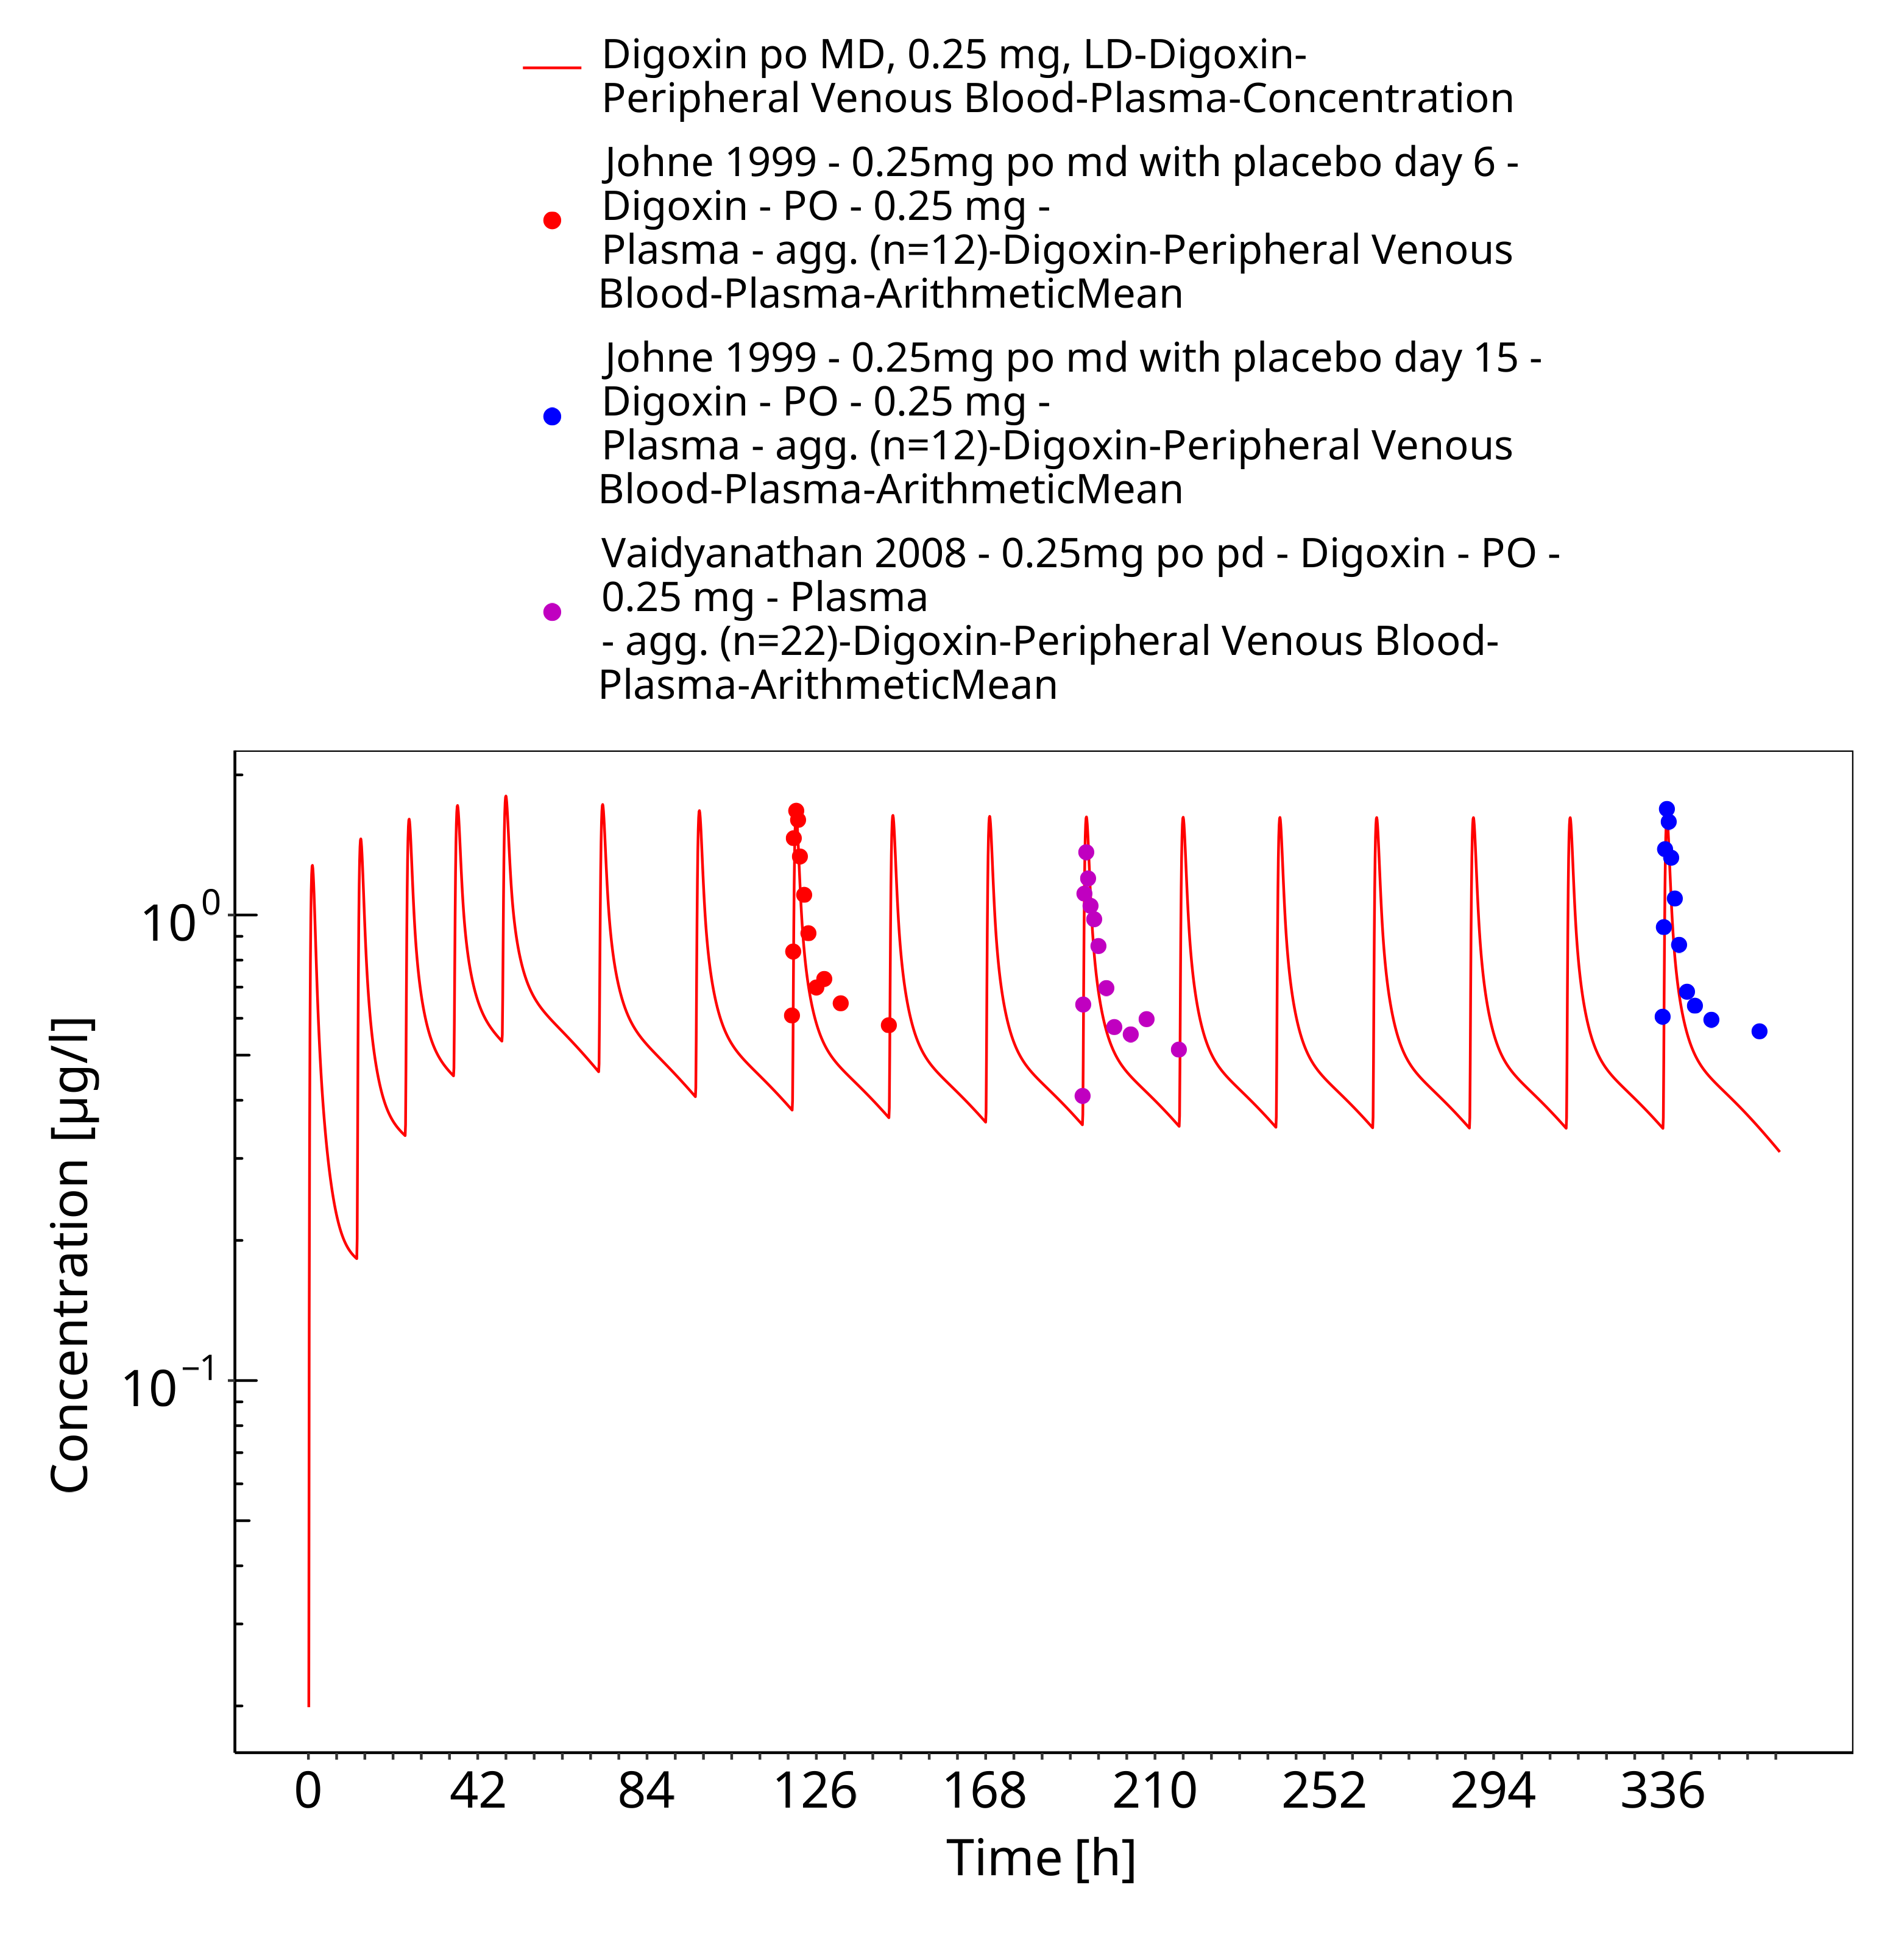 Digoxin po MD, 0.25 mg, LD-Digoxin-
Peripheral Venous Blood-Plasma-Concentration
Johne 1999 - 0.25mg po md with placebo day 6 -
Digoxin - PO - 0.25 mg -
Plasma - agg. (n=12)-Digoxin-Peripheral Venous
Blood-Plasma-ArithmeticMean
Johne 1999 - 0.25mg po md with placebo day 15 -
Digoxin - PO - 0.25 mg -
Plasma - agg. (n=12)-Digoxin-Peripheral Venous
Blood-Plasma-ArithmeticMean
Vaidyanathan 2008 - 0.25mg po pd - Digoxin - PO -
0.25 mg - Plasma
- agg. (n=22)-Digoxin-Peripheral Venous Blood-
Plasma-ArithmeticMean
Concentration [µg/l]
10⁰
10⁻¹
0 42 84 126 168 210 252 294 336
Time [h]